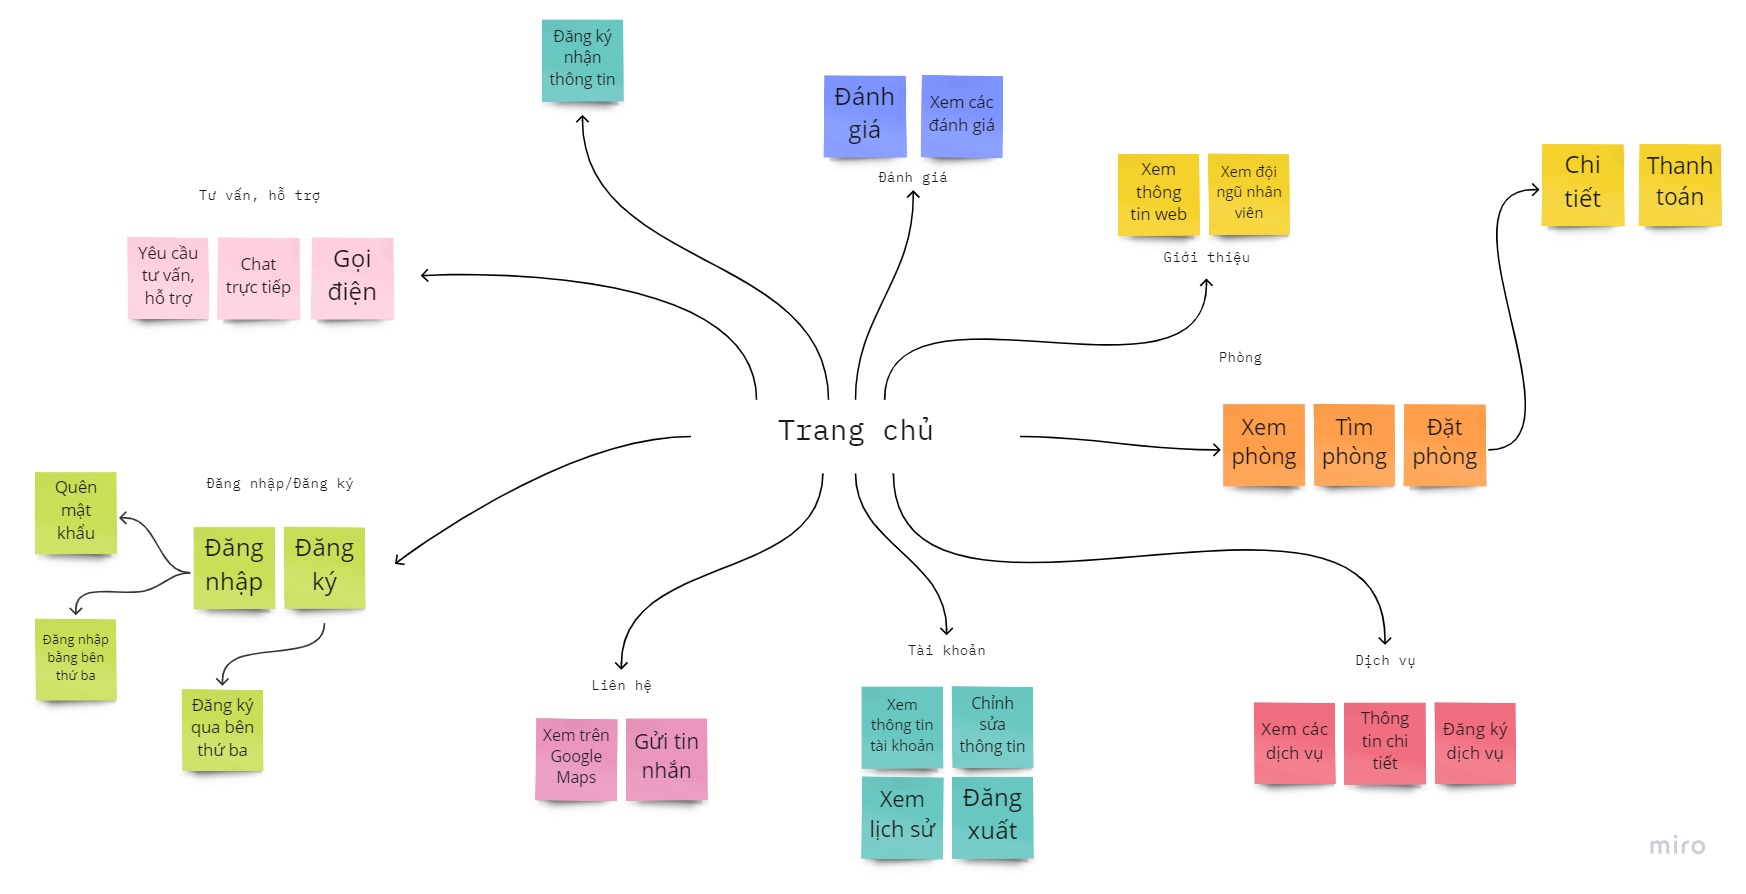 Đăng ký
nhận
thông tin
Đánh
giá
Xem các
đánh giá
Đánh giá
Xem
thông
tin web
Xem đội
ngũ nhân
viên
Giới thiệu
Chi
tiết
Thanh
toán
Tư vấn, hỗ trợ
Yêu cầu
tư vấn,
hỗ trợ
Chat
trực tiếp
Gọi
điện
Phòng
Xem
phòng
Tìm
phòng
Đặt
phòng
Trang chủ
Đăng nhập/Đăng ký
Quên
mật
khẩu
Đăng
nhập
Đăng
ký
Đăng nhập
bằng bên
thứ ba
Đăng ký
qua bên
thứ ba
Liên hệ
Xem trên
Google
Maps
Gửi tin
nhắn
Tài khoản
Xem
thông tin
tài khoản
Chỉnh
sửa
thông tin
Xem
lịch sử
Đăng
xuất
Dịch vụ
Xem các
dịch vụ
Thông
tin chi
tiết
Đăng ký
dịch vụ
miro